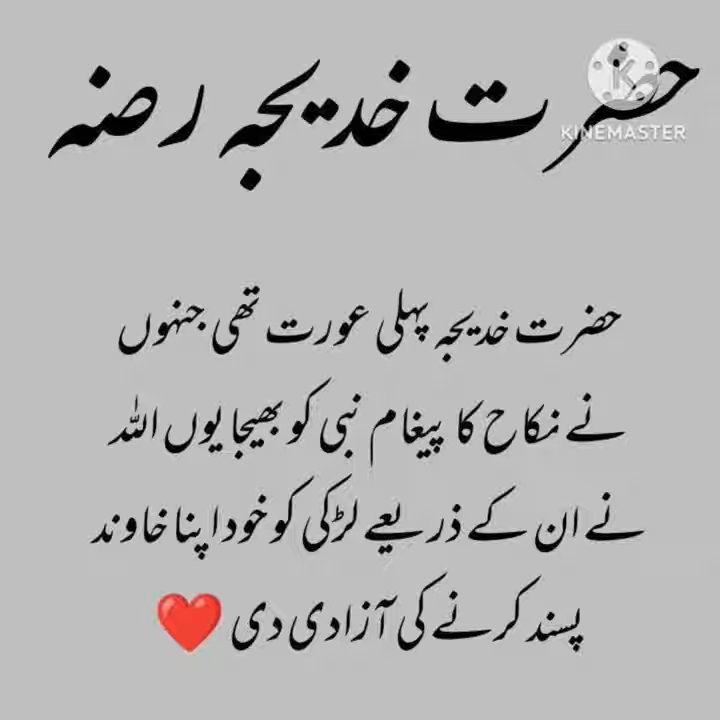 حضرت خدیجہ رضہ
KINEMASTER
حضرت خدیجہ پہلی عورت تھی جنہوں
نے نکاح کا پیغام نبی کو بھیجا یوں اللہ
نے ان کے ذریعے لڑکی کو خود اپنا خاوند
پسند کرنے کی آزادی دی ❤️